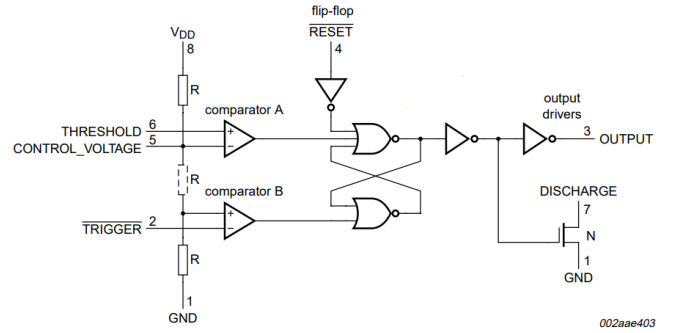 flip-flop
RESET
4
VDD
8
R
comparator A
output
drivers
THRESHOLD 6
+
3 OUTPUT
CONTROL_VOLTAGE 5
−
R
comparator B
DISCHARGE
7
+
TRIGGER 2
−
N
R
1
GND
1
GND
002aae403